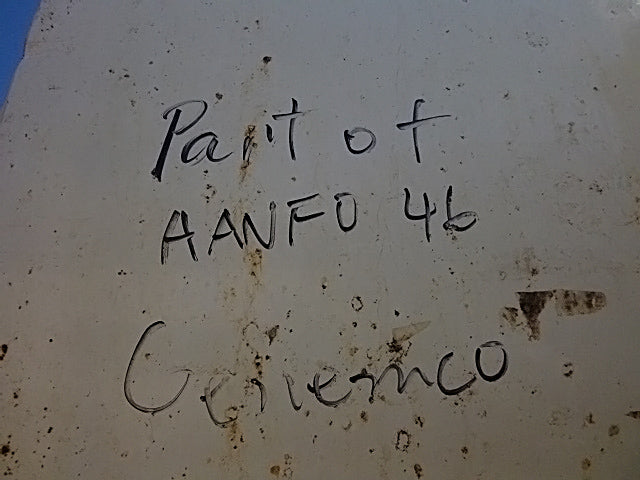 Part of
AANFO 46
Genemco